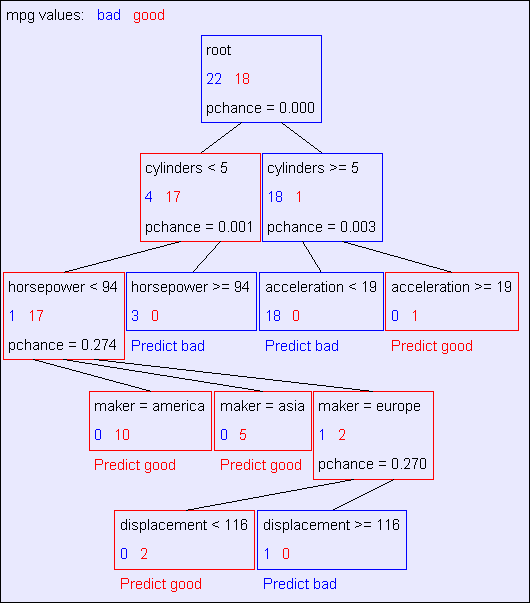 mpg values: bad good
root
22 18
pchance = 0.000
cylinders < 5
4 17
pchance = 0.001
cylinders >= 5
18 1
pchance = 0.003
horsepower < 94
1 17
pchance = 0.274
horsepower >= 94
3 0
Predict bad
acceleration < 19
18 0
Predict bad
acceleration >= 19
0 1
Predict good
maker = america
0 10
Predict good
maker = asia
0 5
Predict good
maker = europe
1 2
pchance = 0.270
displacement < 116
0 2
Predict good
displacement >= 116
1 0
Predict bad